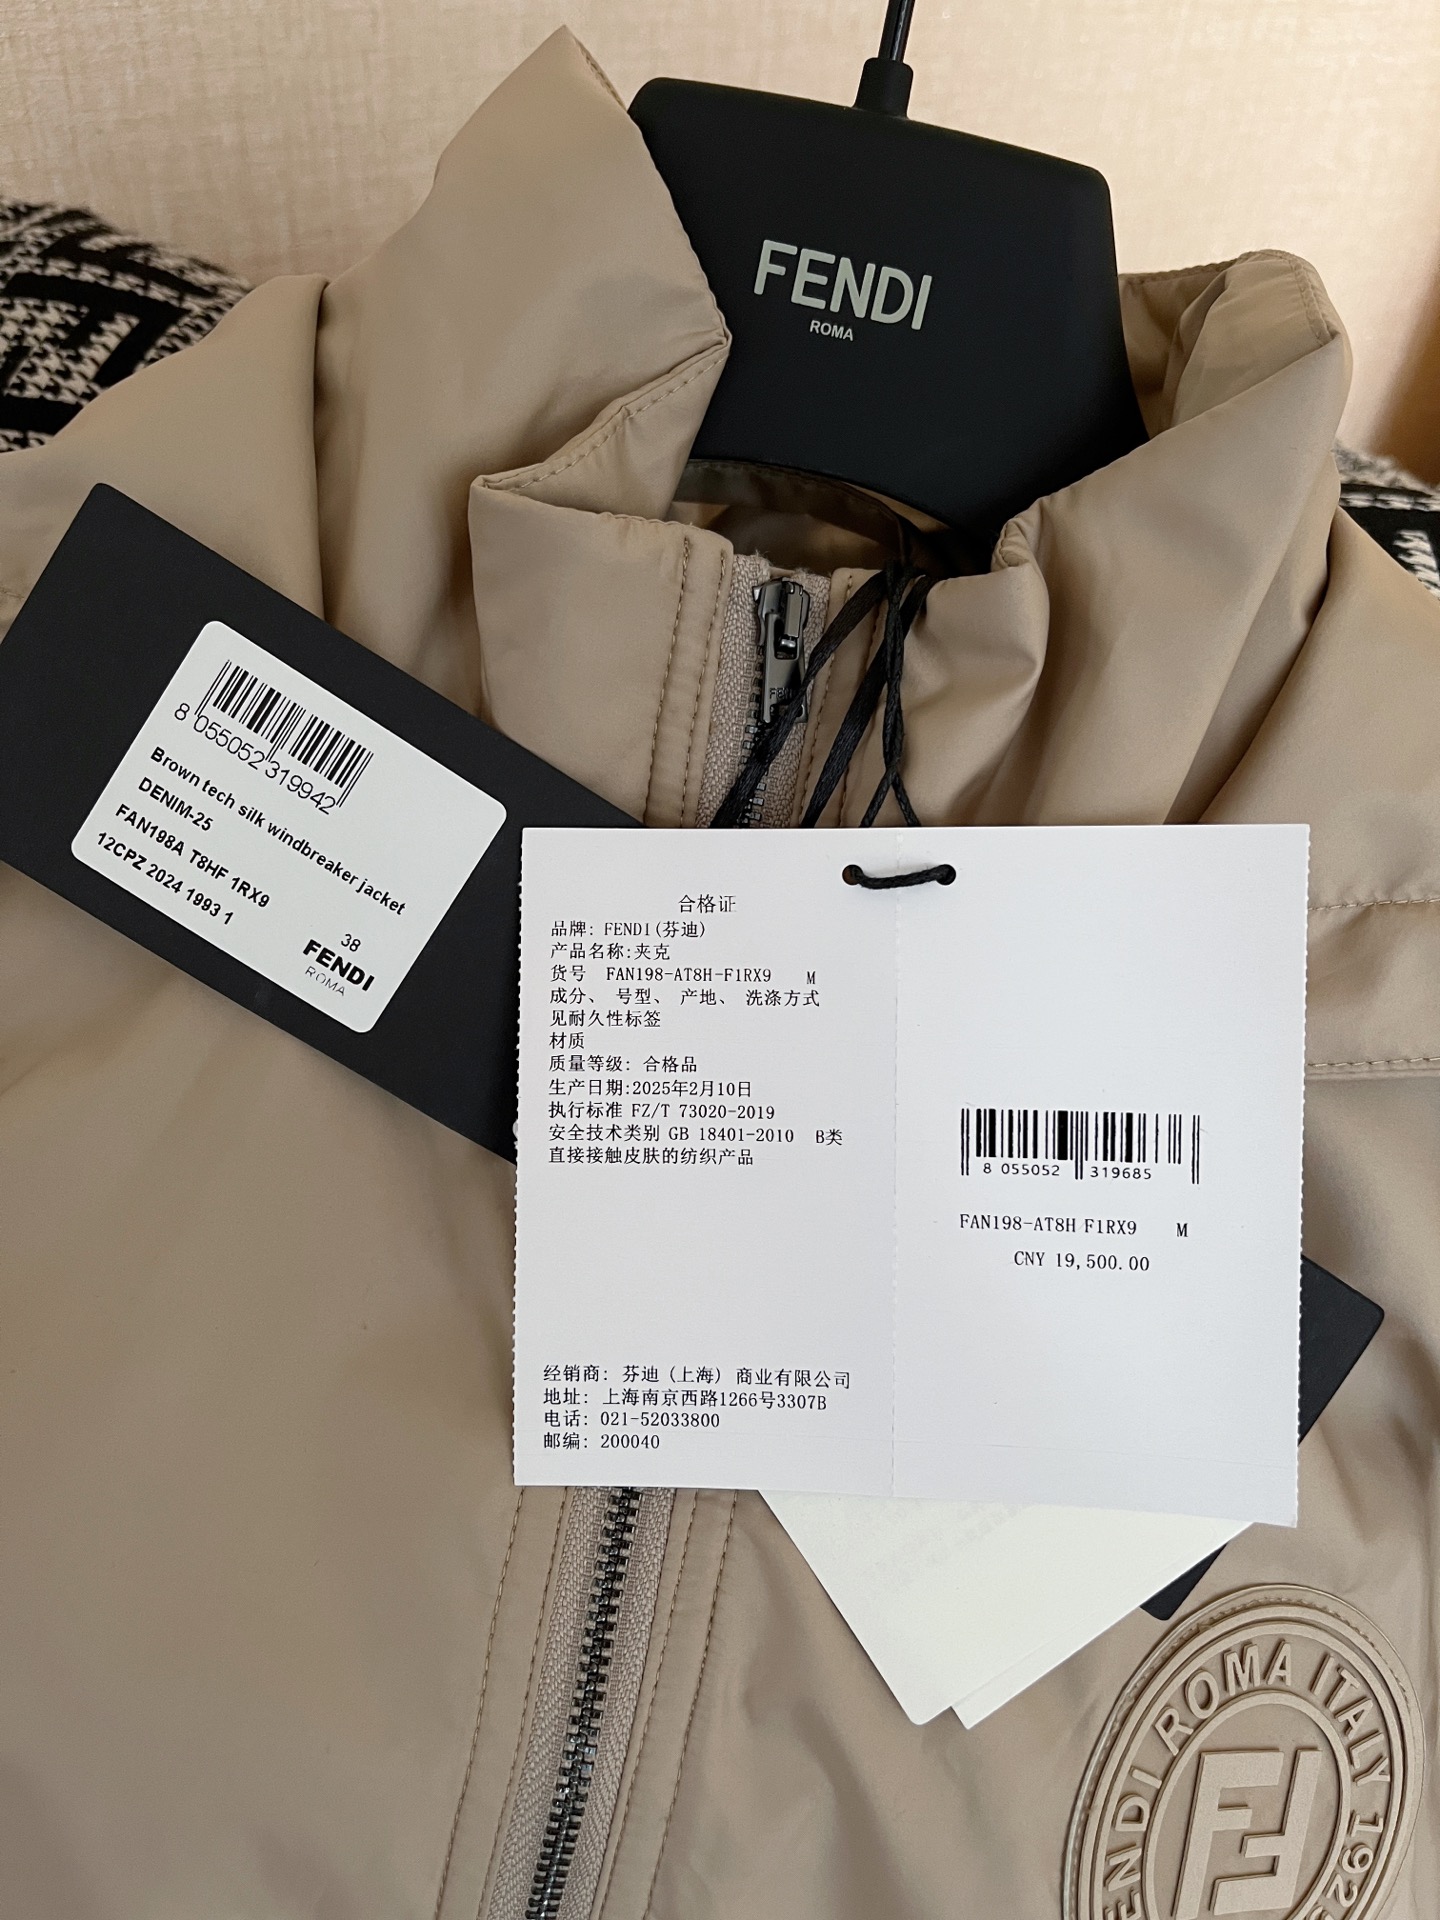 FENDI
ROMA
8 055052 319942
Brown tech silk windbreaker jacket
DENIM-25
FAN198A T8HF 1RX9
12CPZ 2024 1993 1
38
FENDI
ROMA
合格证
品牌: FENDI(芬迪)
产品名称:夹克
货号 FAN198-AT8H-F1RX9 M
成分、 号型、 产地、 洗涤方式
见耐久性标签
材质
质量等级: 合格品
生产日期:2025年2月10日
执行标准 FZ/T 73020-2019
安全技术类别 GB 18401-2010 B类
直接接触皮肤的纺织产品
经销商: 芬迪 (上海) 商业有限公司
地址: 上海南京西路1266号3307B
电话: 021-52033800
邮编: 200040
8 055052 319685
FAN198-AT8H F1RX9 M
CNY 19,500.00
ROMA ITALY